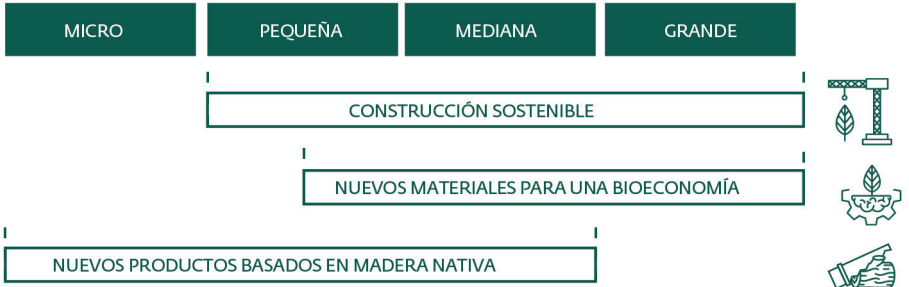 MICRO PEQUEÑA MEDIANA GRANDE
CONSTRUCCIÓN SOSTENIBLE
NUEVOS MATERIALES PARA UNA BIOECONOMÍA
NUEVOS PRODUCTOS BASADOS EN MADERA NATIVA